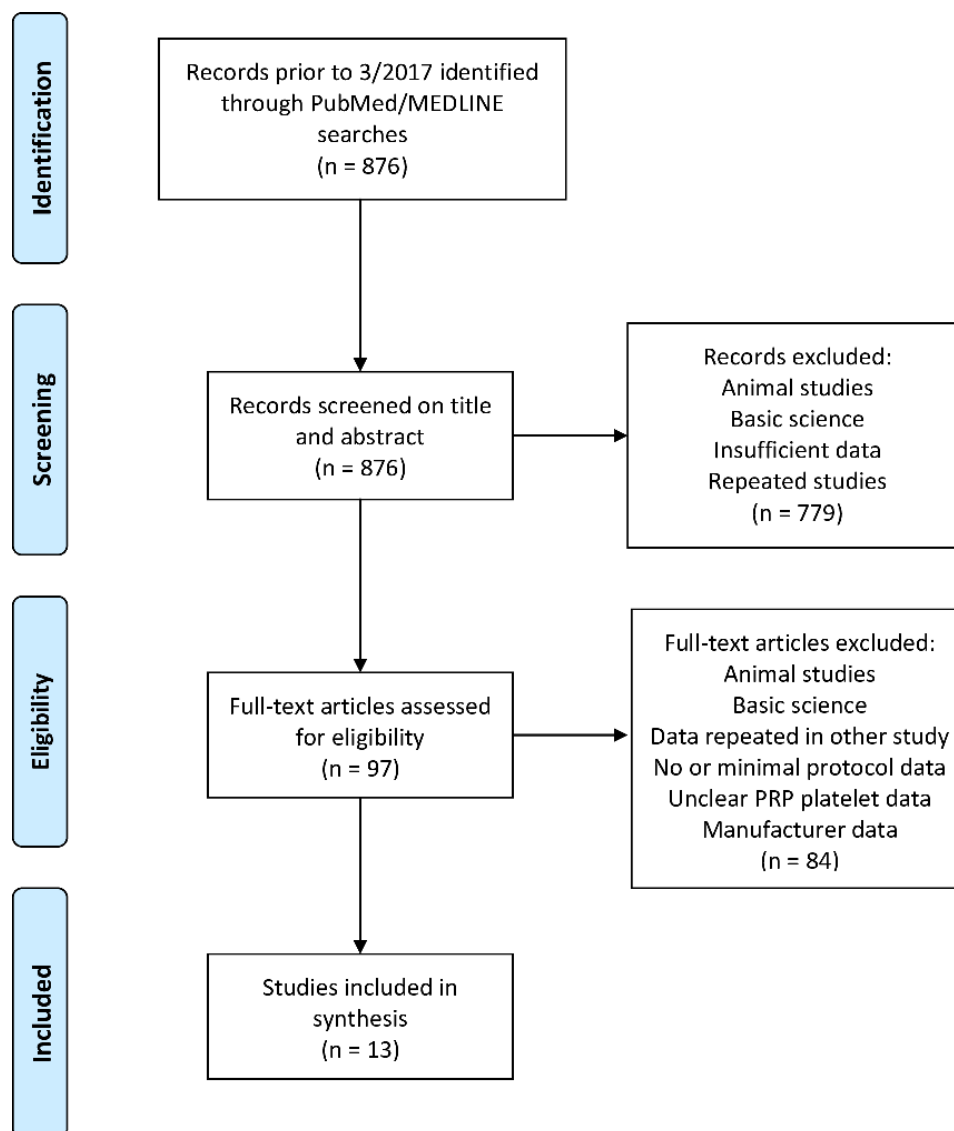 Identification
Records prior to 3/2017 identified
through PubMed/MEDLINE
searches
(n = 876)
Screening
Records screened on title
and abstract
(n = 876)
Records excluded:
Animal studies
Basic science
Insufficient data
Repeated studies
(n = 779)
Eligibility
Full-text articles assessed
for eligibility
(n = 97)
Full-text articles excluded:
Animal studies
Basic science
Data repeated in other study
No or minimal protocol data
Unclear PRP platelet data
Manufacturer data
(n = 84)
Included
Studies included in
synthesis
(n = 13)